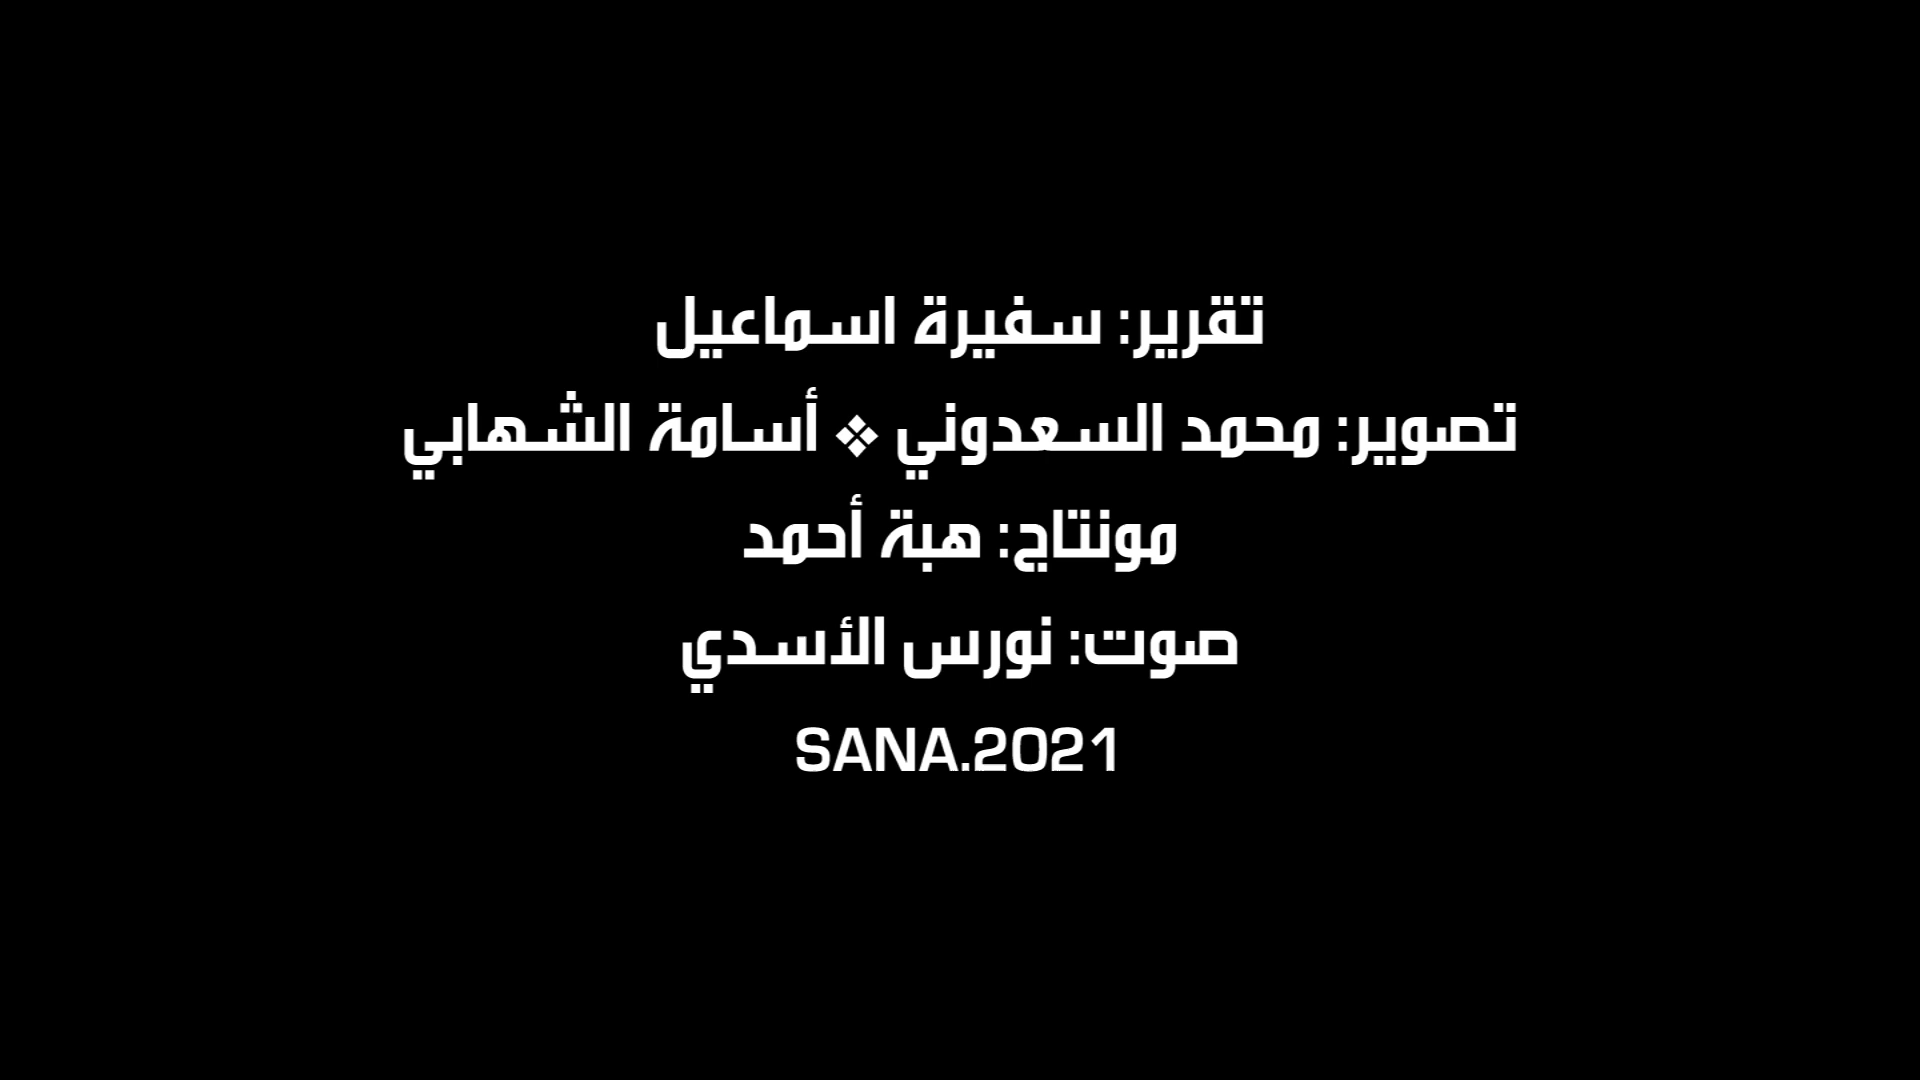 تقرير: سفيرة اسماعيل
تصوير: محمد السعدوني ❖ أسامة الشهابي
مونتاج: هبة أحمد
صوت: نورس الأسدي
SANA.2021